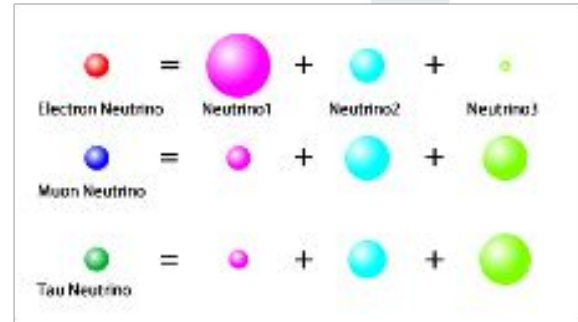 = + +
Electron Neutrino Neutrino1 Neutrino2 Neutrino3
= + +
Muon Neutrino
= + +
Tau Neutrino